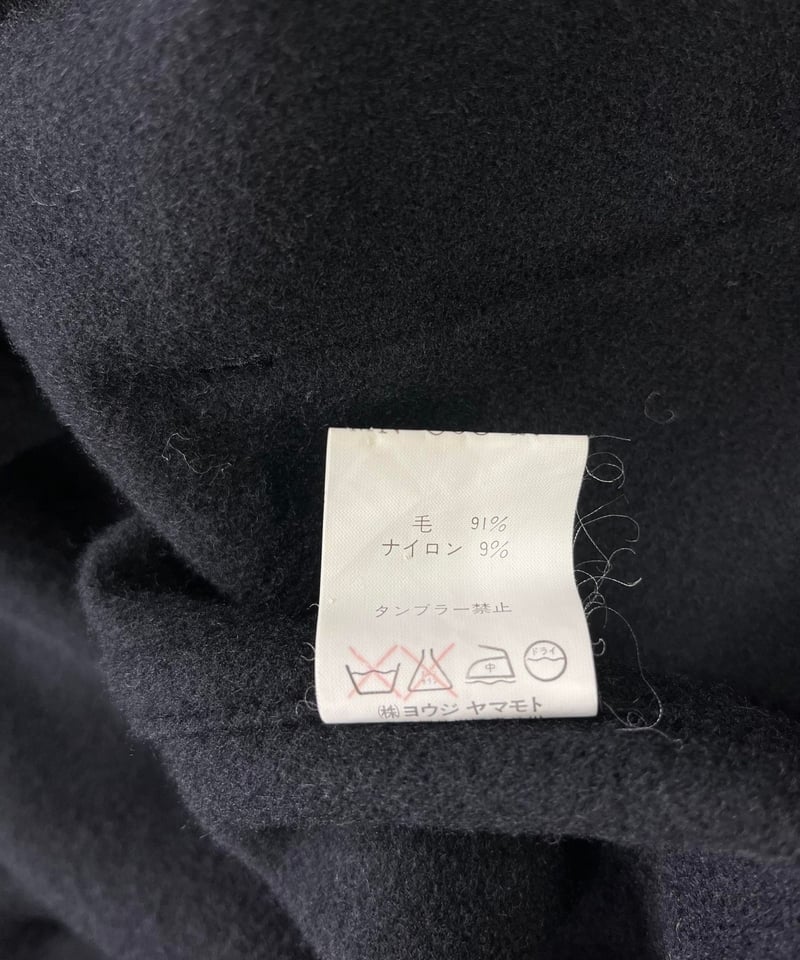 毛 91%
ナイロン 9%
タンブラー禁止
中 ドライ
㈱ヨウジ ヤマモト